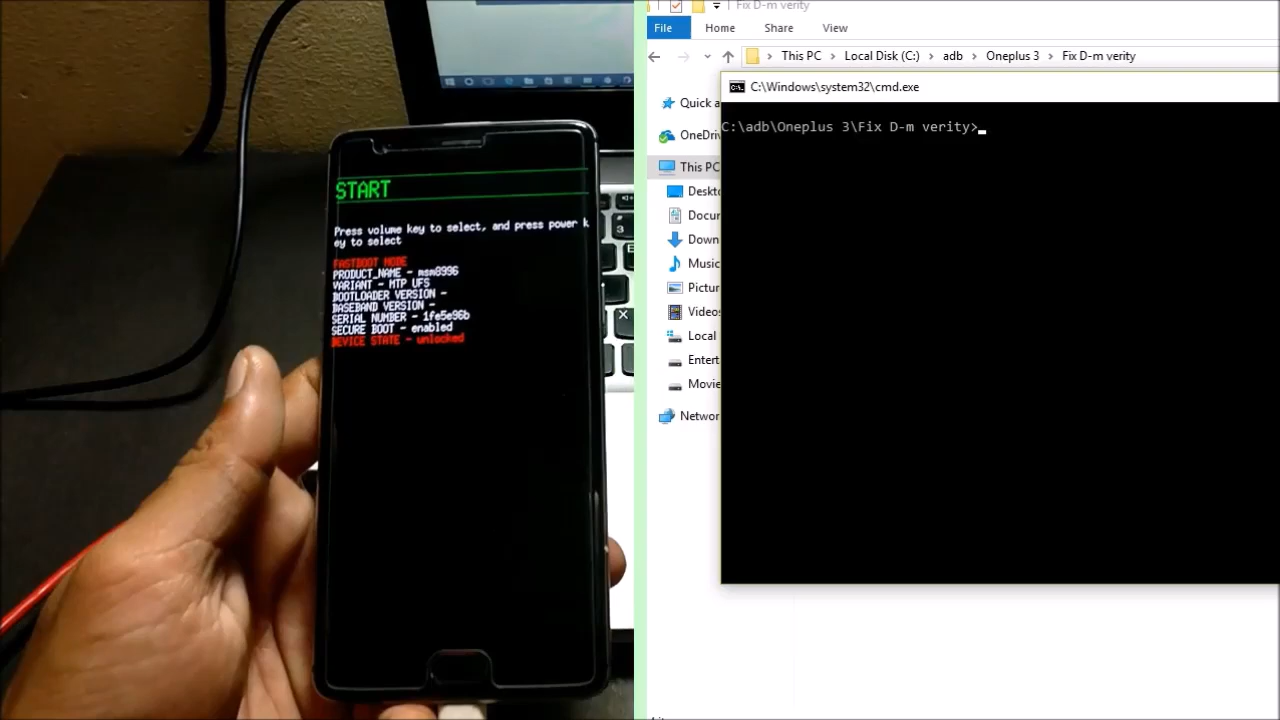 START
Press volume key to select, and press power k
ey to select
FASTBOOT MODE
PRODUCT_NAME - msm8996
VARIANT - MTP UFS
BOOTLOADER VERSION -
BASEBAND VERSION -
SERIAL NUMBER - 1fe5e96b
SECURE BOOT - enabled
DEVICE STATE - unlocked
#
3
X
Fix D-m verity
File Home Share View
This PC > Local Disk (C:) > adb > Oneplus 3 > Fix D-m verity
C:\Windows\system32\cmd.exe
C:\adb\Oneplus 3\Fix D-m verity>
Quick a
OneDriv
This PC
Deskto
Docu
Down
Music
Pictur
Videos
Local
Entert
Movie
Networ